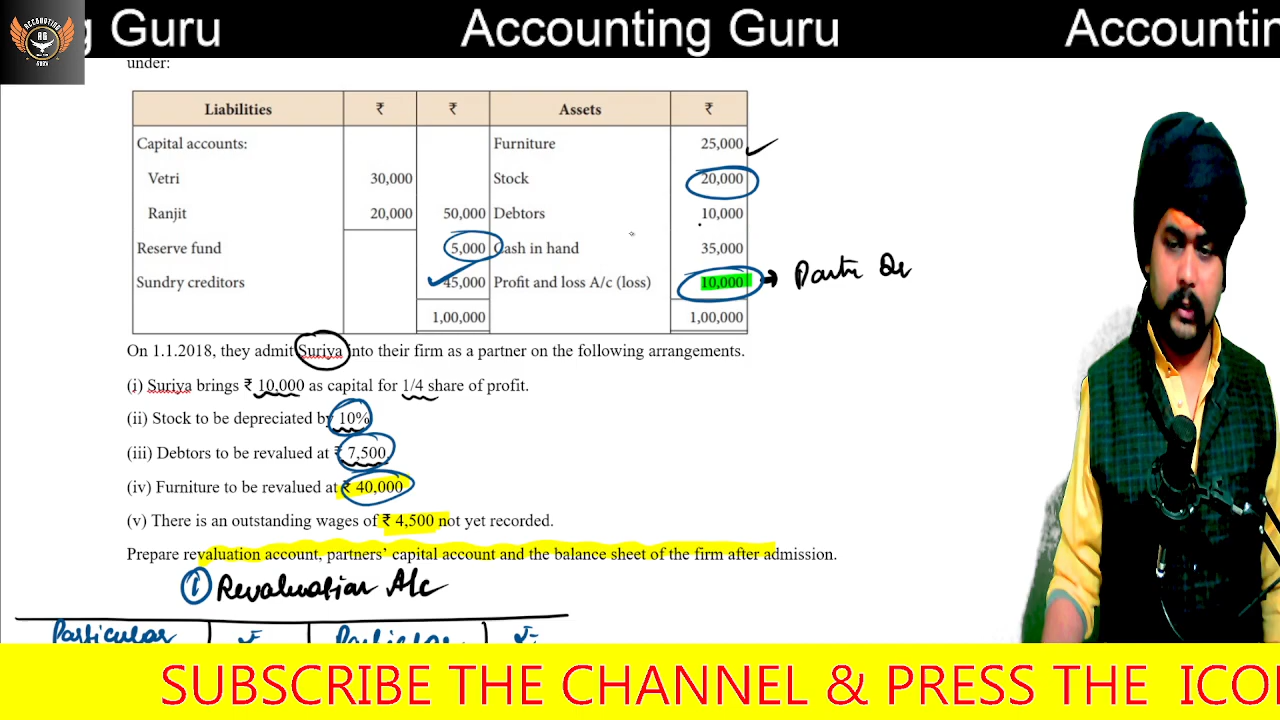 g Guru Accounting Guru Accountin
ACCOUNTING
AG
GURU
under:
Liabilities ₹ ₹ Assets ₹
Capital accounts: Furniture 25,000
Vetri 30,000 Stock 20,000
Ranjit 20,000 50,000 Debtors 10,000
Reserve fund 5,000 Cash in hand 35,000
Sundry creditors 45,000 Profit and loss A/c (loss) 10,000
1,00,000 1,00,000
On 1.1.2018, they admit Suriya into their firm as a partner on the following arrangements.
(i) Suriya brings ₹ 10,000 as capital for 1/4 share of profit.
(ii) Stock to be depreciated by 10%
(iii) Debtors to be revalued at ₹ 7,500
(iv) Furniture to be revalued at ₹ 40,000
(v) There is an outstanding wages of ₹ 4,500 not yet recorded.
Prepare revaluation account, partners’ capital account and the balance sheet of the firm after admission.
① Revaluation A/c
Particular ₹ Particular ₹
SUBSCRIBE THE CHANNEL & PRESS THE ICO